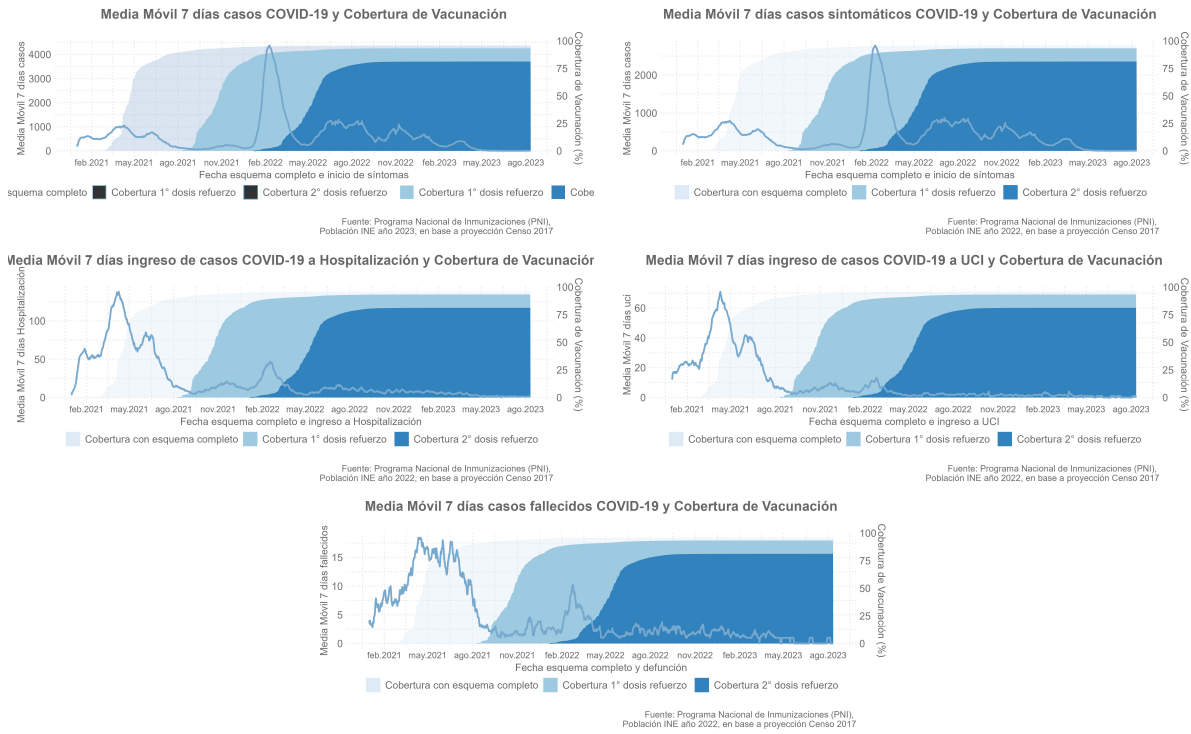 Media Móvil 7 días casos COVID-19 y Cobertura de Vacunación
Media Móvil 7 días casos
Cobertura de Vacunación (%)
4000
3000
2000
1000
0
100
75
50
25
0
feb.2021 may.2021 ago.2021 nov.2021 feb.2022 may.2022 ago.2022 nov.2022 feb.2023 may.2023 ago.2023
Fecha esquema completo e inicio de síntomas
squema completo Cobertura 1° dosis refuerzo Cobertura 2° dosis refuerzo Cobertura 1° dosis refuerzo Cobe
Fuente: Programa Nacional de Inmunizaciones (PNI),
Población INE año 2023, en base a proyección Censo 2017
Media Móvil 7 días casos sintomáticos COVID-19 y Cobertura de Vacunación
Media Móvil 7 días casos
Cobertura de Vacunación (%)
2000
1000
0
100
75
50
25
0
feb.2021 may.2021 ago.2021 nov.2021 feb.2022 may.2022 ago.2022 nov.2022 feb.2023 may.2023 ago.2023
Fecha esquema completo e inicio de síntomas
Cobertura con esquema completo Cobertura 1° dosis refuerzo Cobertura 2° dosis refuerzo
Fuente: Programa Nacional de Inmunizaciones (PNI),
Población INE año 2022, en base a proyección Censo 2017
Media Móvil 7 días ingreso de casos COVID-19 a Hospitalización y Cobertura de Vacunación
Media Móvil 7 días Hospitalización
Cobertura de Vacunación (%)
100
50
0
100
75
50
25
0
feb.2021 may.2021 ago.2021 nov.2021 feb.2022 may.2022 ago.2022 nov.2022 feb.2023 may.2023 ago.2023
Fecha esquema completo e ingreso a Hospitalización
Cobertura con esquema completo Cobertura 1° dosis refuerzo Cobertura 2° dosis refuerzo
Fuente: Programa Nacional de Inmunizaciones (PNI),
Población INE año 2022, en base a proyección Censo 2017
Media Móvil 7 días ingreso de casos COVID-19 a UCI y Cobertura de Vacunación
Media Móvil 7 días uci
Cobertura de Vacunación (%)
60
40
20
0
100
75
50
25
0
feb.2021 may.2021 ago.2021 nov.2021 feb.2022 may.2022 ago.2022 nov.2022 feb.2023 may.2023 ago.2023
Fecha esquema completo e ingreso a UCI
Cobertura con esquema completo Cobertura 1° dosis refuerzo Cobertura 2° dosis refuerzo
Fuente: Programa Nacional de Inmunizaciones (PNI),
Población INE año 2022, en base a proyección Censo 2017
Media Móvil 7 días casos fallecidos COVID-19 y Cobertura de Vacunación
Media Móvil 7 días fallecidos
Cobertura de Vacunación (%)
15
10
5
0
100
75
50
25
0
feb.2021 may.2021 ago.2021 nov.2021 feb.2022 may.2022 ago.2022 nov.2022 feb.2023 may.2023 ago.2023
Fecha esquema completo y defunción
Cobertura con esquema completo Cobertura 1° dosis refuerzo Cobertura 2° dosis refuerzo
Fuente: Programa Nacional de Inmunizaciones (PNI),
Población INE año 2022, en base a proyección Censo 2017